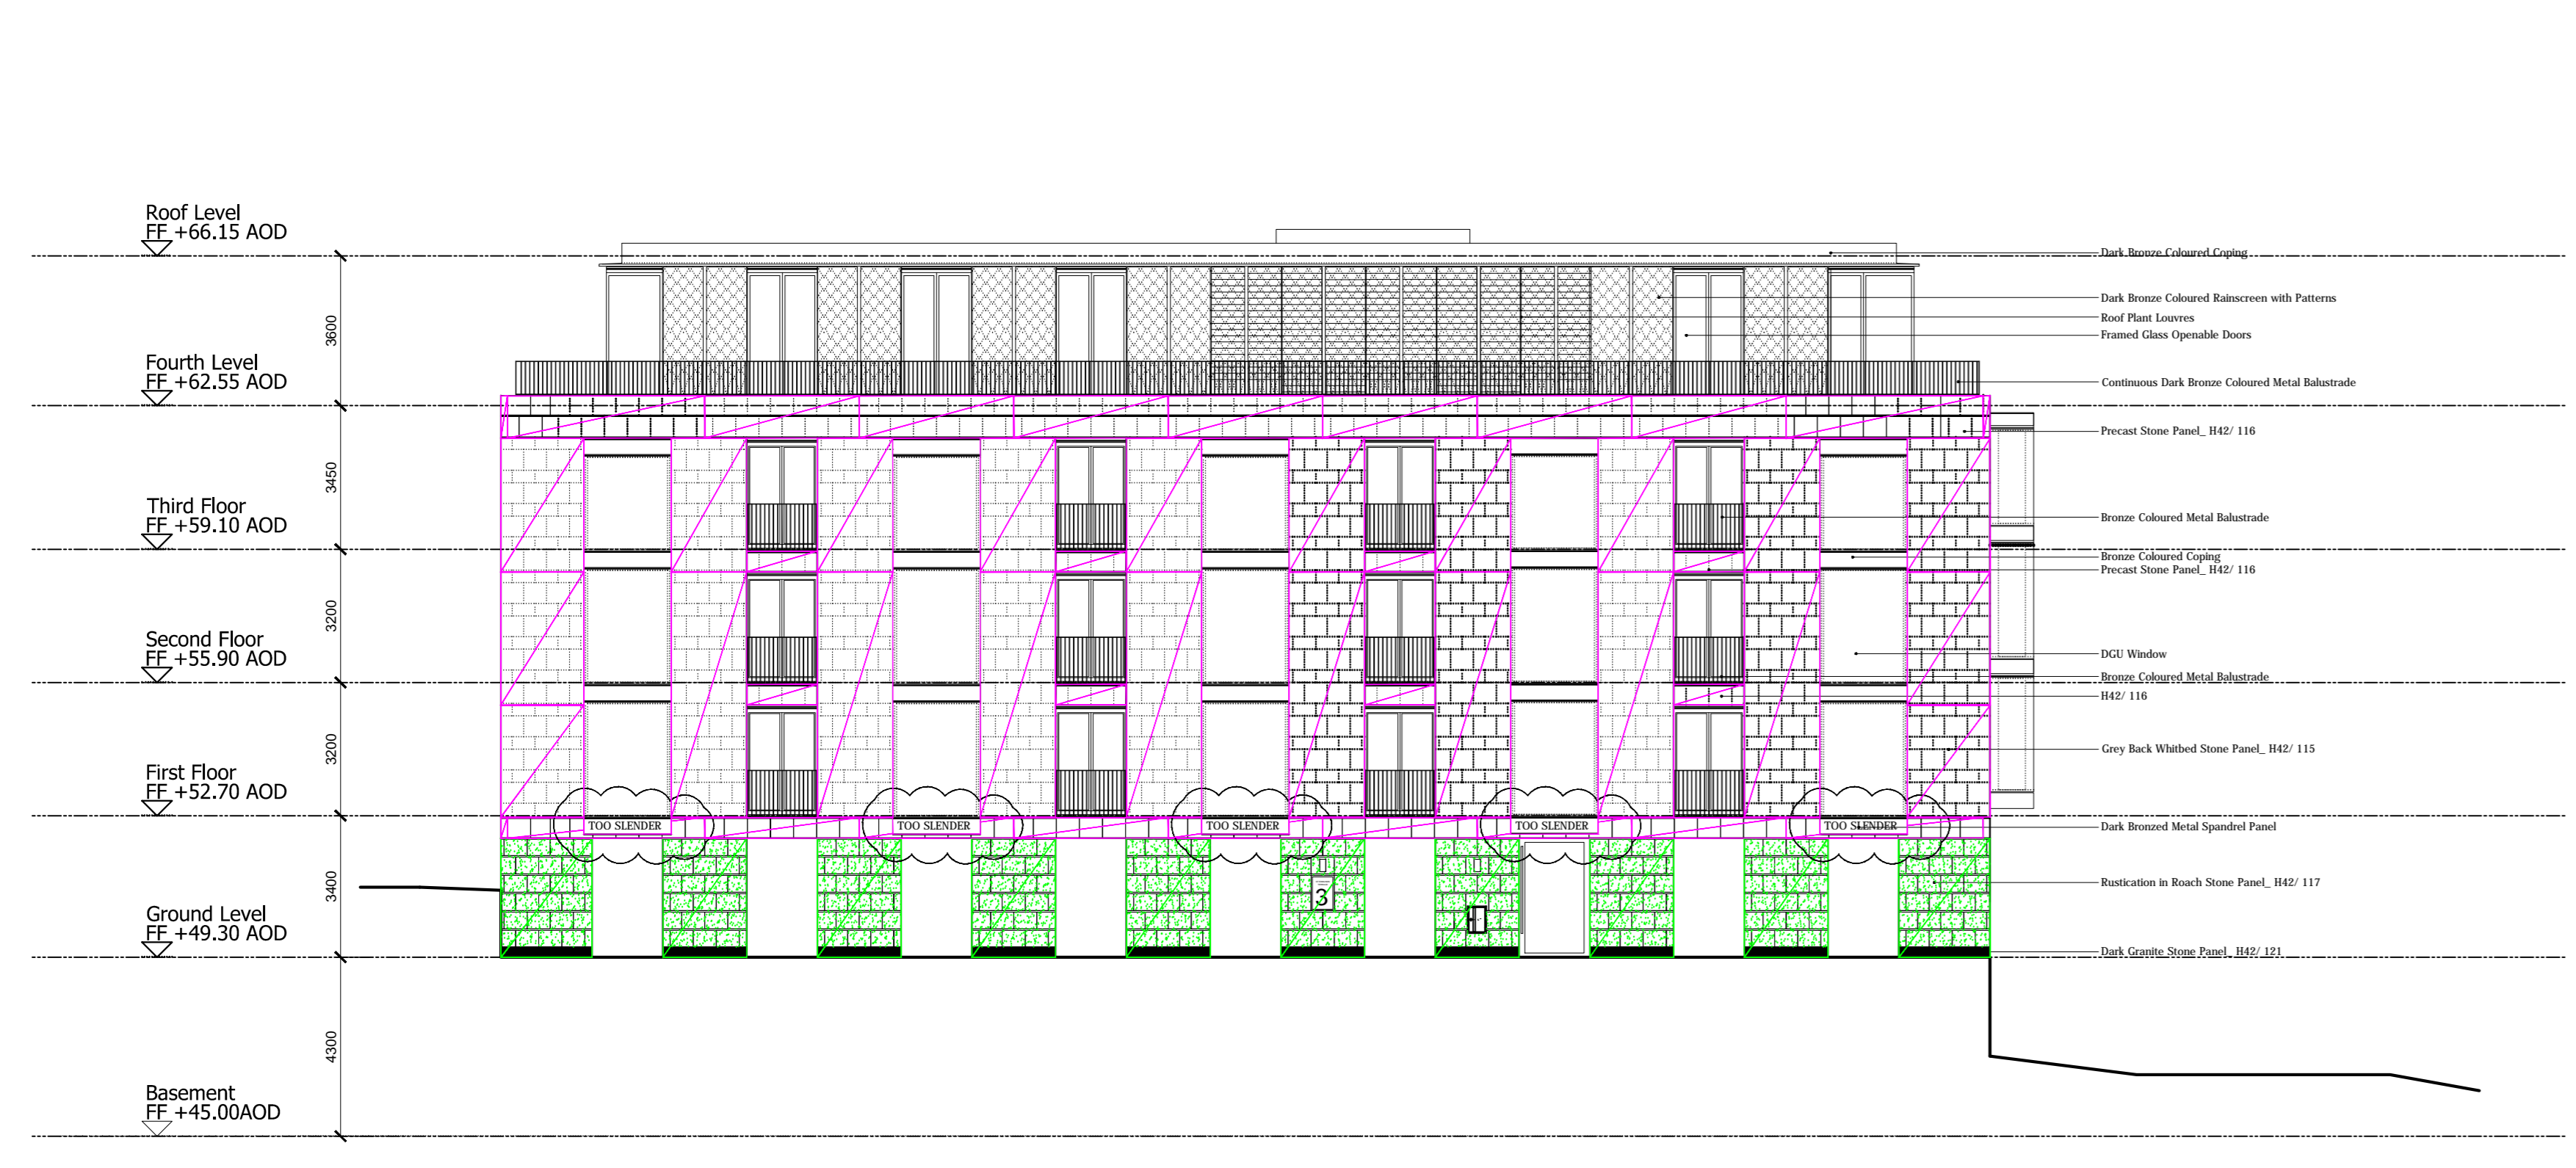 Roof Level
FF +66.15 AOD
3600
Fourth Level
FF +62.55 AOD
3450
Third Floor
FF +59.10 AOD
3200
Second Floor
FF +55.90 AOD
3200
First Floor
FF +52.70 AOD
3400
Ground Level
FF +49.30 AOD
4300
Basement
FF +45.00AOD
TOO SLENDER
TOO SLENDER
TOO SLENDER
TOO SLENDER
TOO SLENDER
3
Dark Bronze Coloured Coping
Dark Bronze Coloured Rainscreen with Patterns
Roof Plant Louvres
Framed Glass Openable Doors
Continuous Dark Bronze Coloured Metal Balustrade
Precast Stone Panel_ H42/ 116
Bronze Coloured Metal Balustrade
Bronze Coloured Coping
Precast Stone Panel_ H42/ 116
DGU Window
Bronze Coloured Metal Balustrade
H42/ 116
Grey Back Whitbed Stone Panel_ H42/ 115
Dark Bronzed Metal Spandrel Panel
Rustication in Roach Stone Panel_ H42/ 117
Dark Granite Stone Panel_ H42/ 121